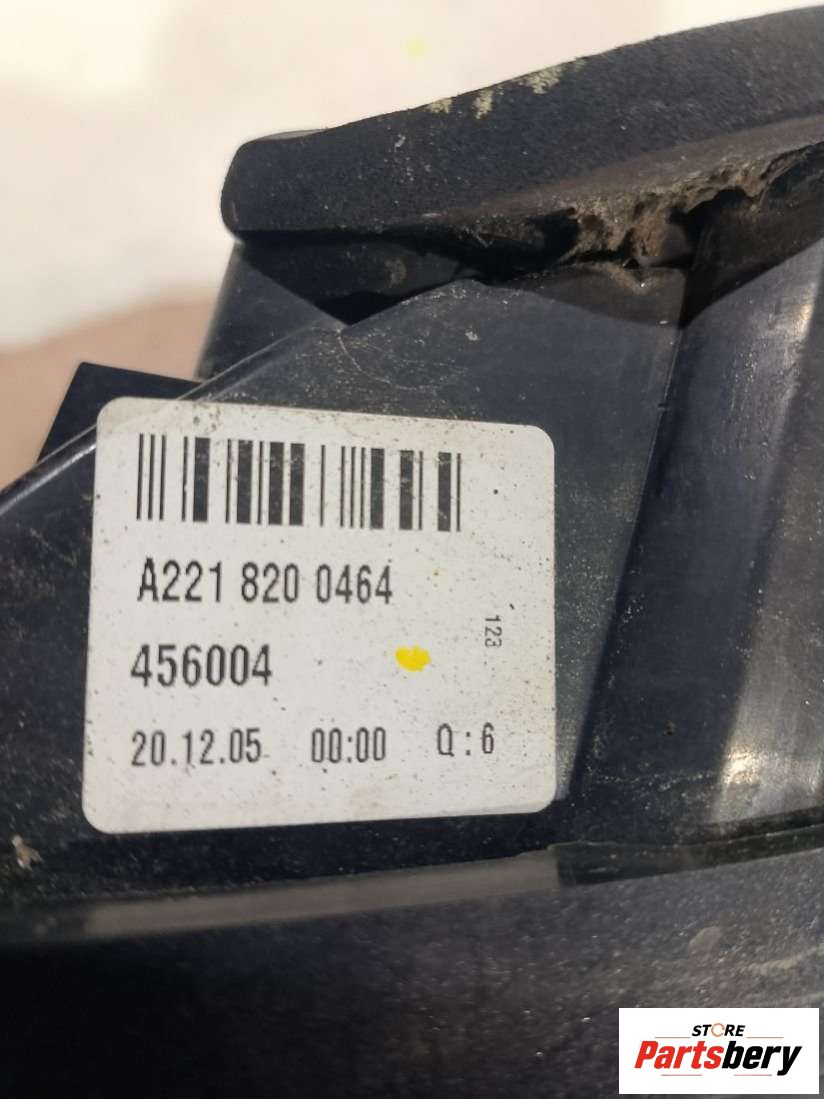 A221 820 0464
123
456004
20.12.05 00:00 Q:6
STORE
Partsbery